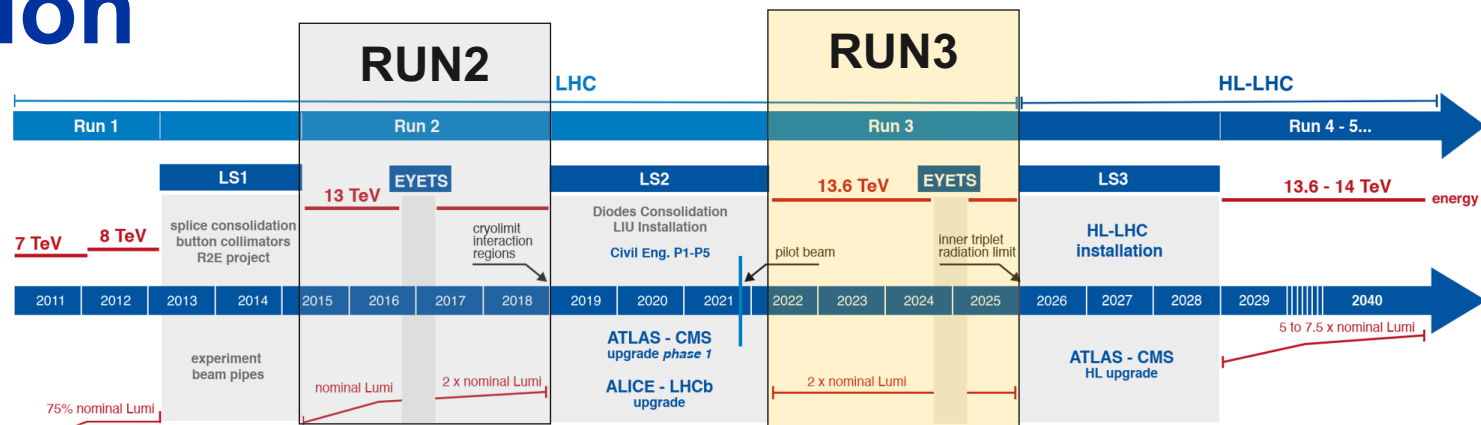 RUN2
RUN3
LHC
HL-LHC
Run 1
Run 2
Run 3
Run 4 - 5...
LS1
EYETS
LS2
EYETS
LS3
13 TeV
13.6 TeV
13.6 - 14 TeV
energy
7 TeV
8 TeV
splice consolidation
button collimators
R2E project
cryolimit
interaction
regions
Diodes Consolidation
LIU Installation
Civil Eng. P1-P5
pilot beam
inner triplet
radiation limit
HL-LHC
installation
2011
2012
2013
2014
2015
2016
2017
2018
2019
2020
2021
2022
2023
2024
2025
2026
2027
2028
2029
2040
5 to 7.5 x nominal Lumi
experiment
beam pipes
ATLAS - CMS
upgrade phase 1
ALICE - LHCb
upgrade
ATLAS - CMS
HL upgrade
75% nominal Lumi
nominal Lumi
2 x nominal Lumi
2 x nominal Lumi